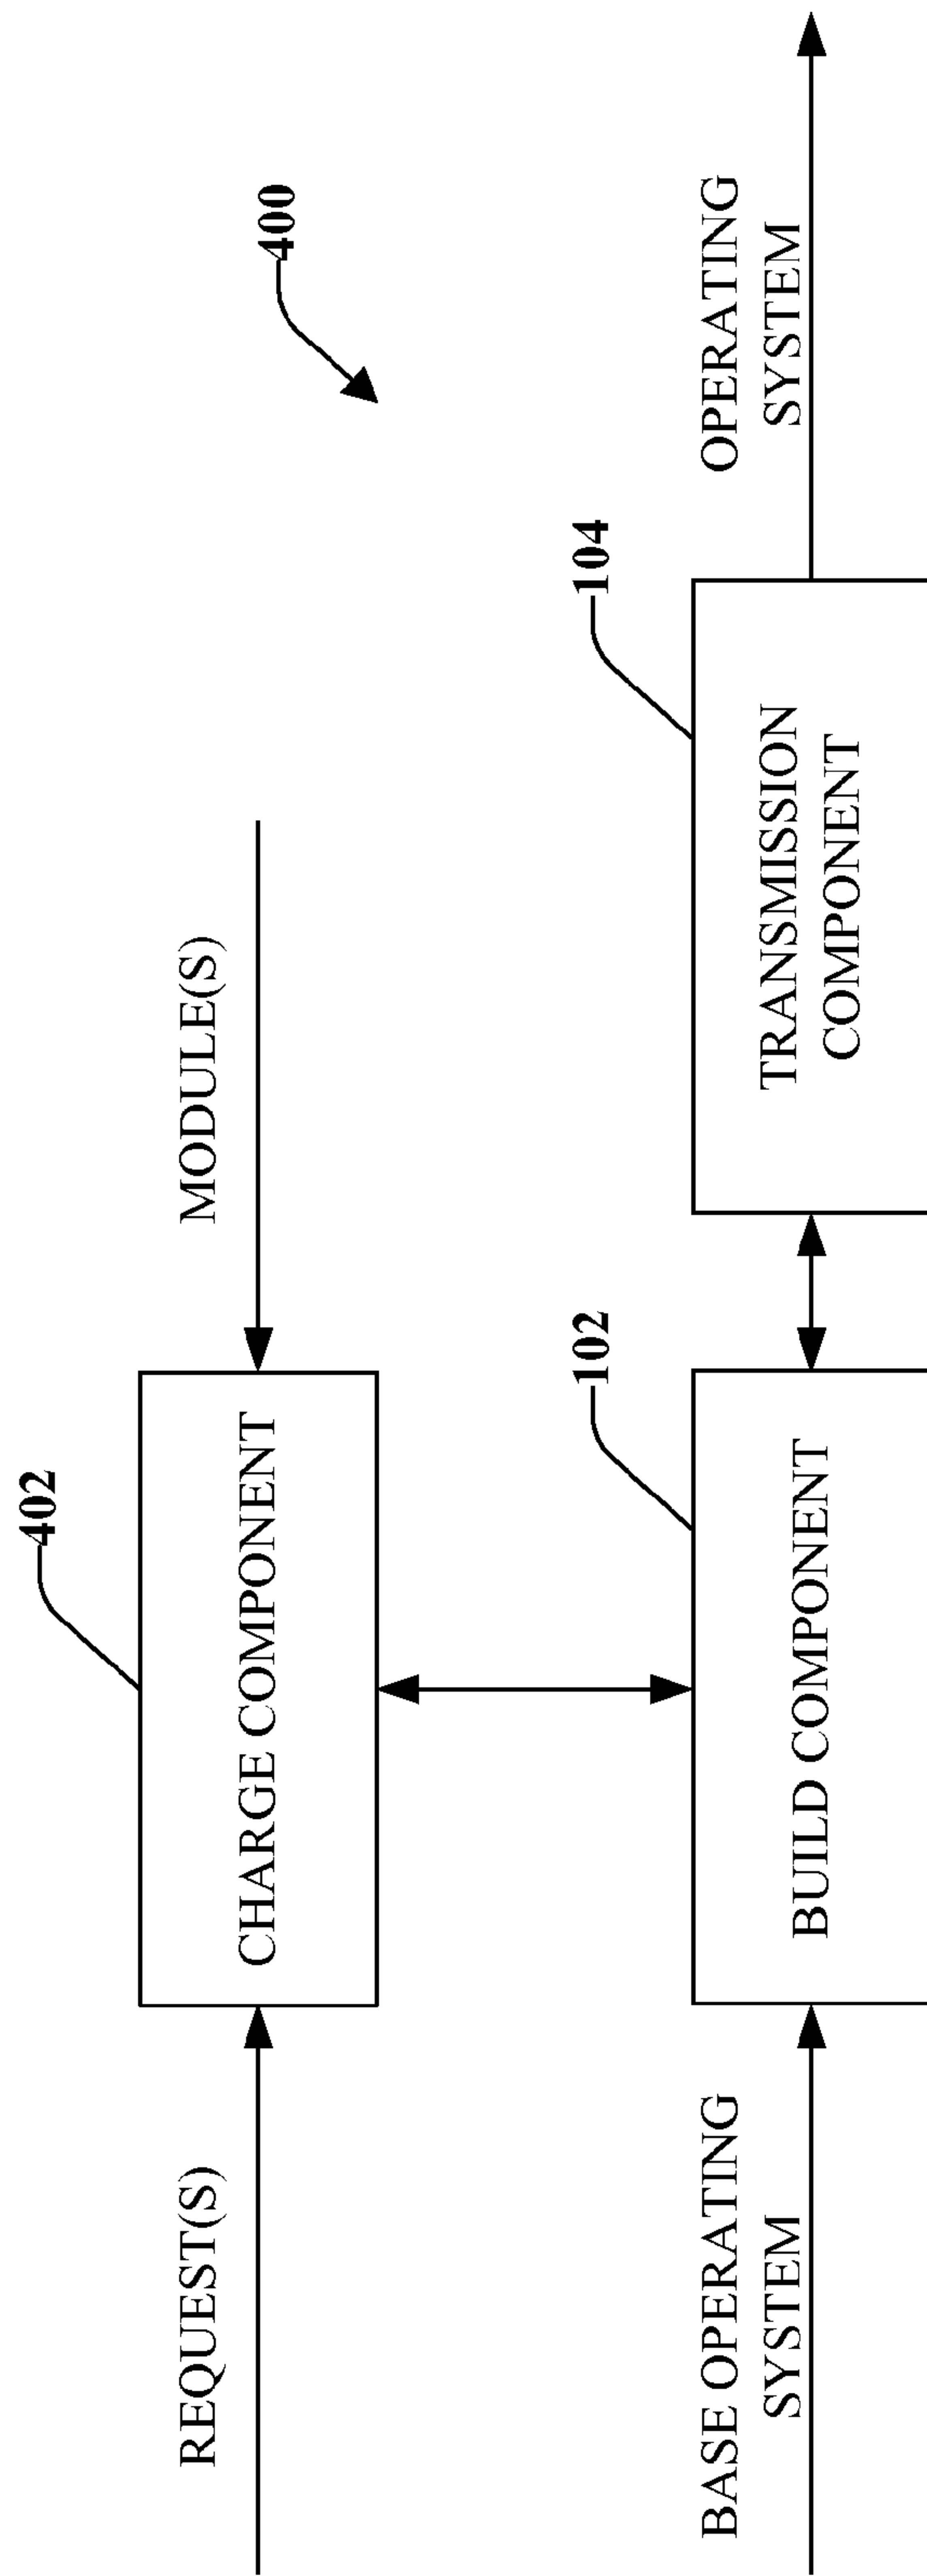 402
400
REQUEST(S)
CHARGE COMPONENT
MODULE(S)
102
104
BASE OPERATING
SYSTEM
BUILD COMPONENT
TRANSMISSION
COMPONENT
OPERATING
SYSTEM